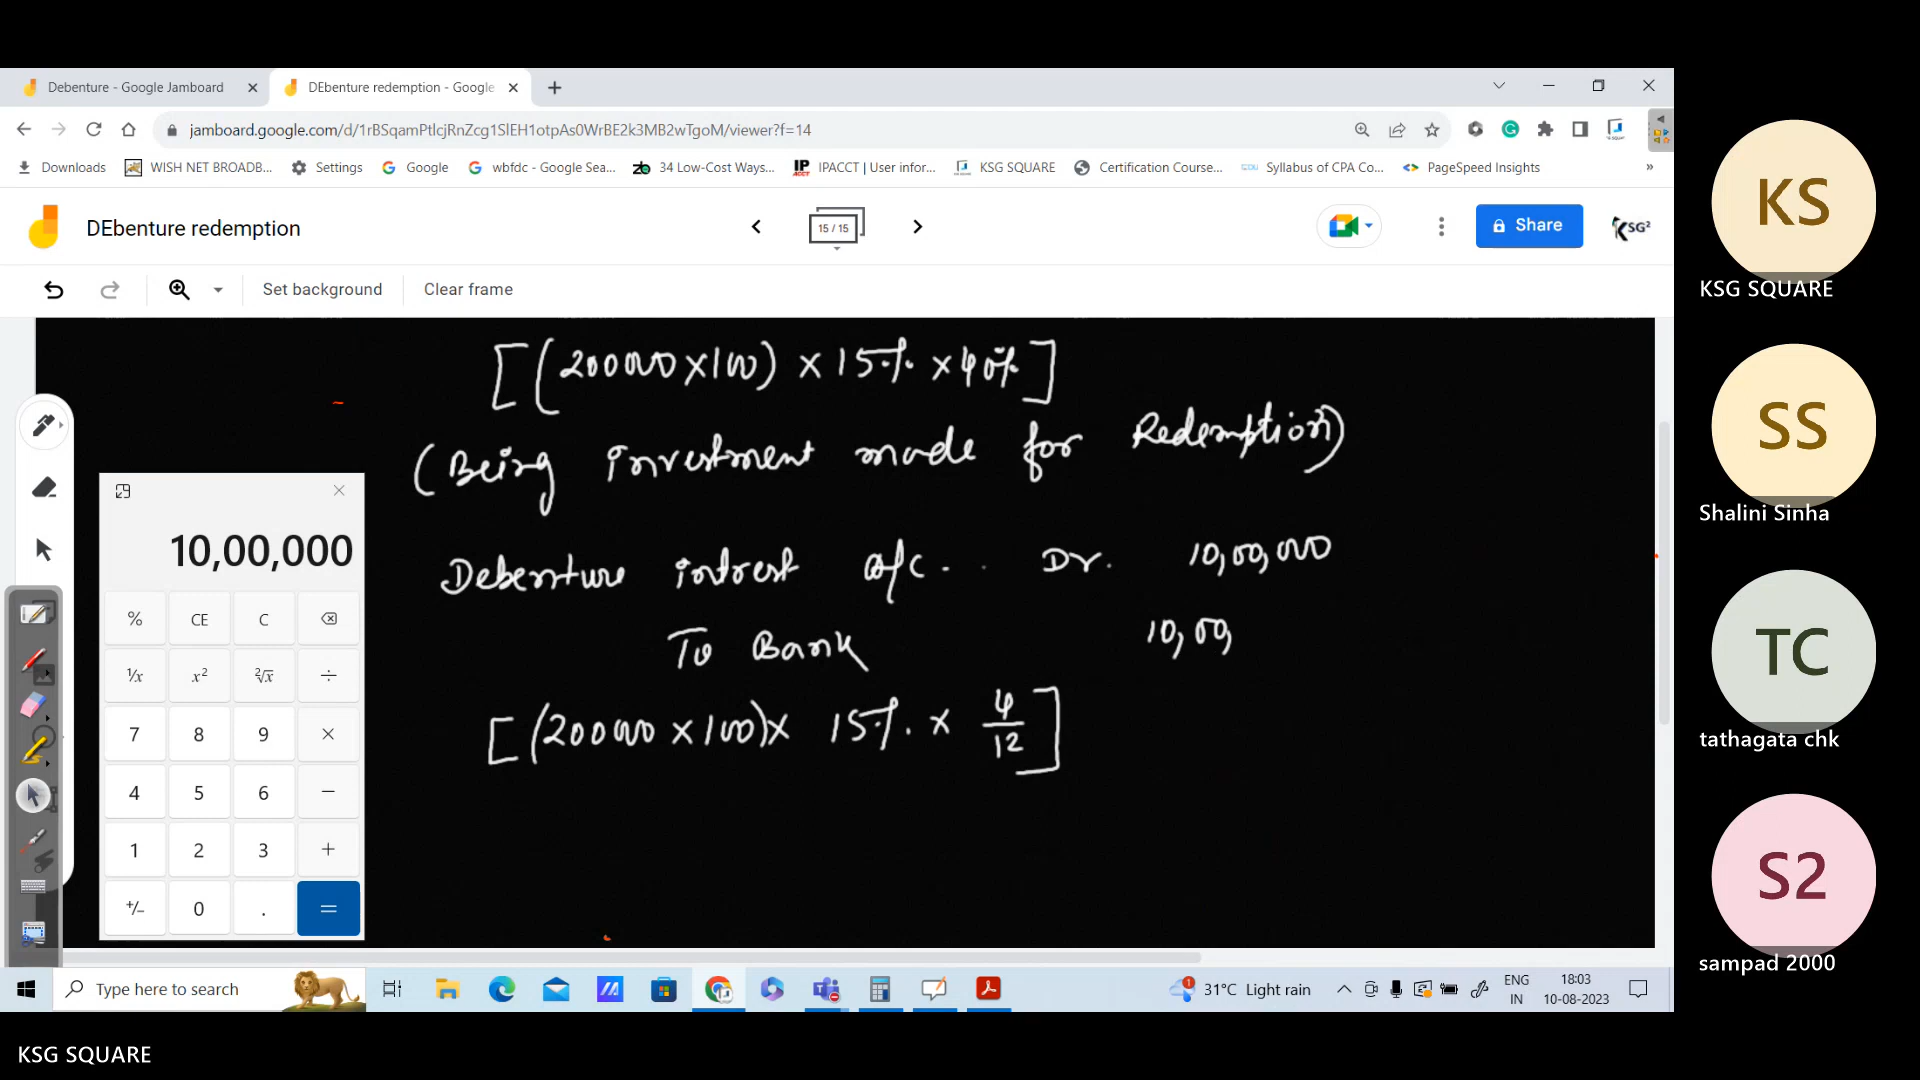 Debenture - Google Jamboard
DEbenture redemption - Google
jamboard.google.com/d/1rBSqamPtlcjRnZcg1SlEH1otpAs0WrBE2k3MB2wTgoM/viewer?f=14
Downloads WISH NET BROADB... Settings Google wbfdc - Google Sea... 34 Low-Cost Ways... IPACCT | User infor... KSG SQUARE Certification Course... Syllabus of CPA Co... PageSpeed Insights »
DEbenture redemption
15 / 15
Share
KSG²
Set background
Clear frame
[(200000×100) × 15% × 40%]
(Being investment made for Redemption)
Debenture intrest a/c. . Dr. 10,00,000
To Bank 10,00,
[(200000 × 100) × 15% × 4/12]
10,00,000
% CE C
1/x x² ²√x ÷
7 8 9 ×
4 5 6 −
1 2 3 +
+/− 0 . =
KS
KSG SQUARE
SS
Shalini Sinha
TC
tathagata chk
S2
sampad 2000
Type here to search
31°C Light rain
ENG
IN
18:03
10-08-2023
KSG SQUARE